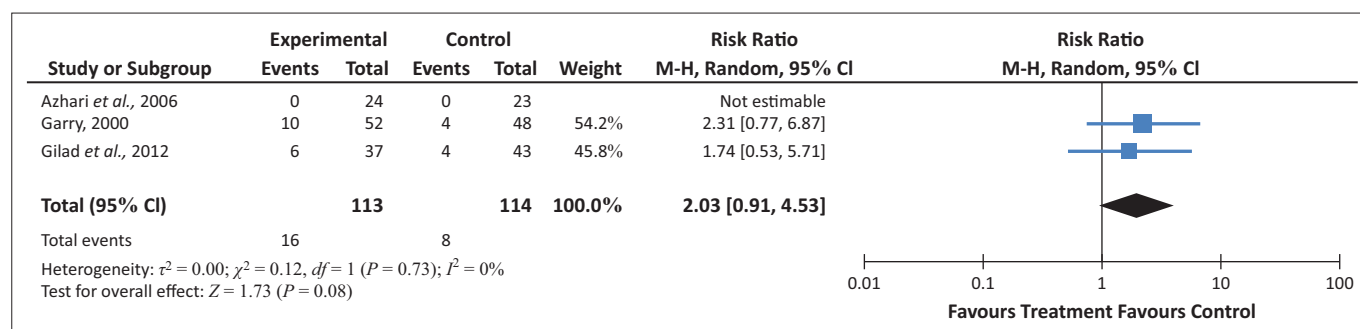 Experimental Control Risk Ratio Risk Ratio
Study or Subgroup Events Total Events Total Weight M-H, Random, 95% CI M-H, Random, 95% CI
Azhari et al., 2006 0 24 0 23 Not estimable
Garry, 2000 10 52 4 48 54.2% 2.31 [0.77, 6.87]
Gilad et al., 2012 6 37 4 43 45.8% 1.74 [0.53, 5.71]
Total (95% CI) 113 114 100.0% 2.03 [0.91, 4.53]
Total events 16 8
Heterogeneity: τ² = 0.00; χ² = 0.12, df = 1 (P = 0.73); I² = 0%
Test for overall effect: Z = 1.73 (P = 0.08)
0.01 0.1 1 10 100
Favours Treatment Favours Control